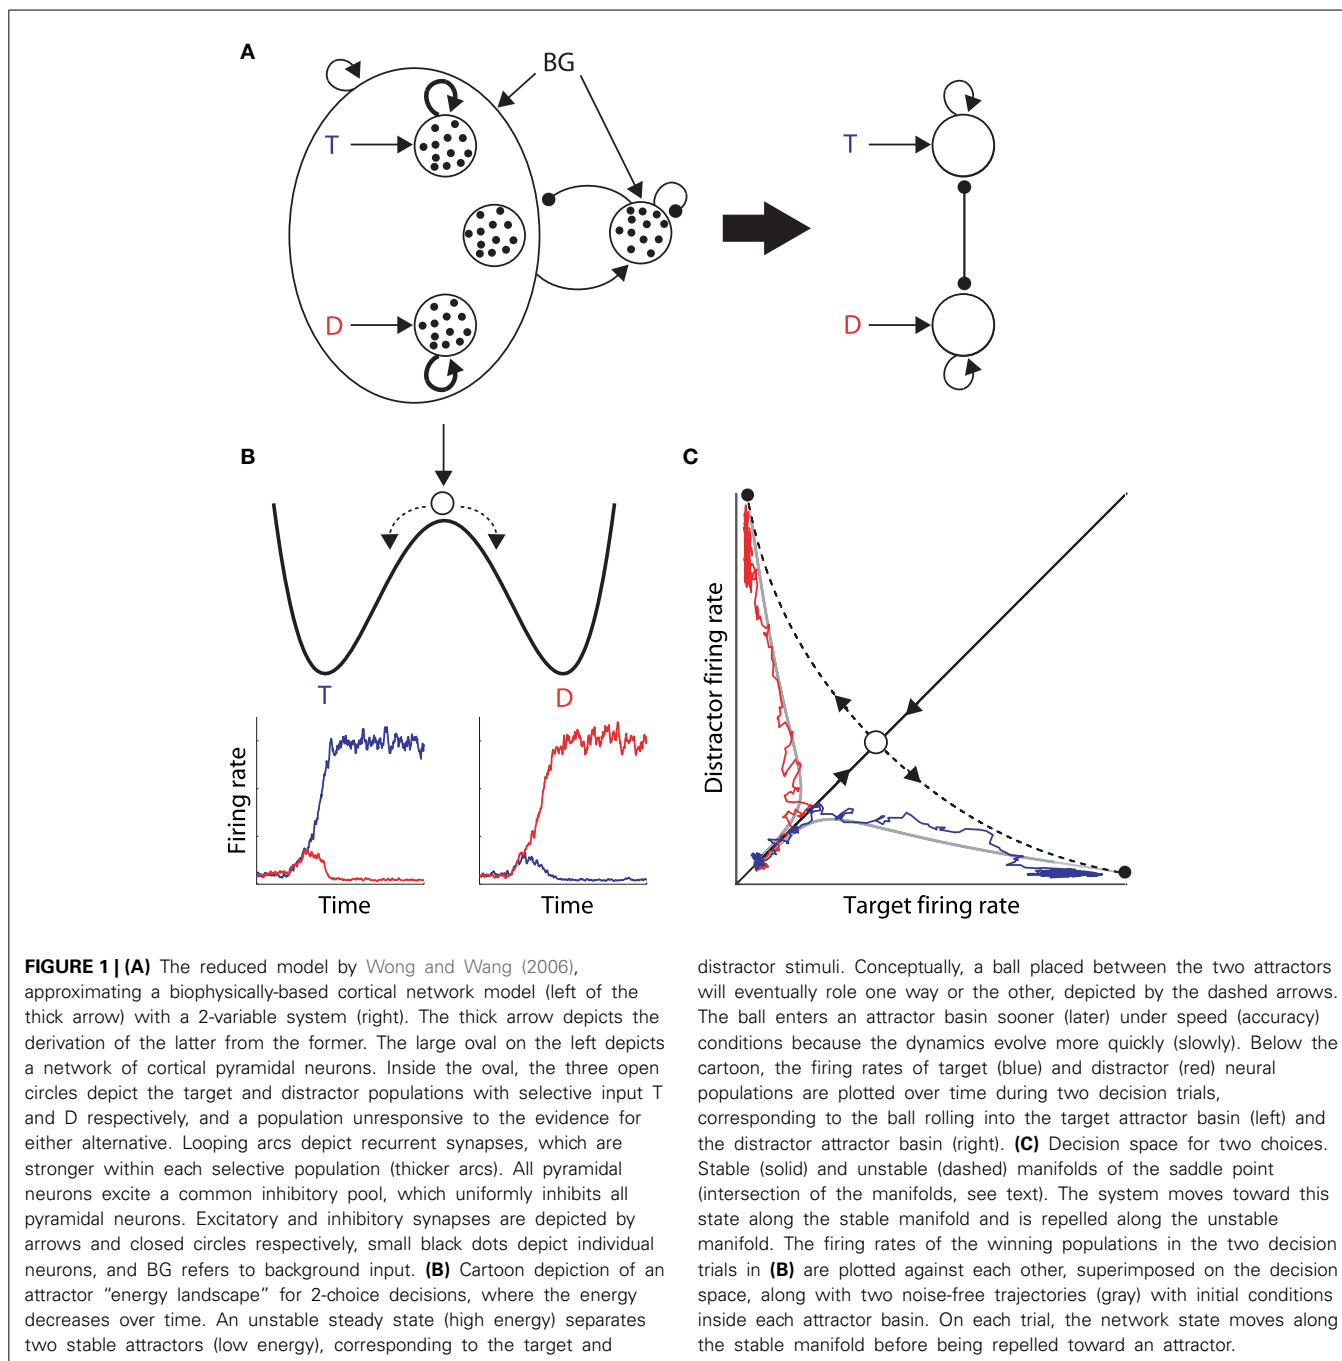 A
BG
T
T
D
D
B
C
T
D
Firing rate
Time
Time
Distractor firing rate
Target firing rate
FIGURE 1 | (A) The reduced model by Wong and Wang (2006),
approximating a biophysically-based cortical network model (left of the
thick arrow) with a 2-variable system (right). The thick arrow depicts the
derivation of the latter from the former. The large oval on the left depicts
a network of cortical pyramidal neurons. Inside the oval, the three open
circles depict the target and distractor populations with selective input T
and D respectively, and a population unresponsive to the evidence for
either alternative. Looping arcs depict recurrent synapses, which are
stronger within each selective population (thicker arcs). All pyramidal
neurons excite a common inhibitory pool, which uniformly inhibits all
pyramidal neurons. Excitatory and inhibitory synapses are depicted by
arrows and closed circles respectively, small black dots depict individual
neurons, and BG refers to background input. (B) Cartoon depiction of an
attractor “energy landscape” for 2-choice decisions, where the energy
decreases over time. An unstable steady state (high energy) separates
two stable attractors (low energy), corresponding to the target and
distractor stimuli. Conceptually, a ball placed between the two attractors
will eventually role one way or the other, depicted by the dashed arrows.
The ball enters an attractor basin sooner (later) under speed (accuracy)
conditions because the dynamics evolve more quickly (slowly). Below the
cartoon, the firing rates of target (blue) and distractor (red) neural
populations are plotted over time during two decision trials,
corresponding to the ball rolling into the target attractor basin (left) and
the distractor attractor basin (right). (C) Decision space for two choices.
Stable (solid) and unstable (dashed) manifolds of the saddle point
(intersection of the manifolds, see text). The system moves toward this
state along the stable manifold and is repelled along the unstable
manifold. The firing rates of the winning populations in the two decision
trials in (B) are plotted against each other, superimposed on the decision
space, along with two noise-free trajectories (gray) with initial conditions
inside each attractor basin. On each trial, the network state moves along
the stable manifold before being repelled toward an attractor.